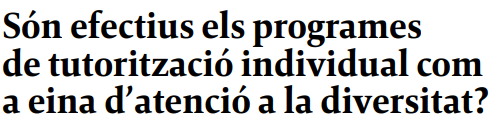 Són efectius els programes
de tutorització individual com
a eina d’atenció a la diversitat?